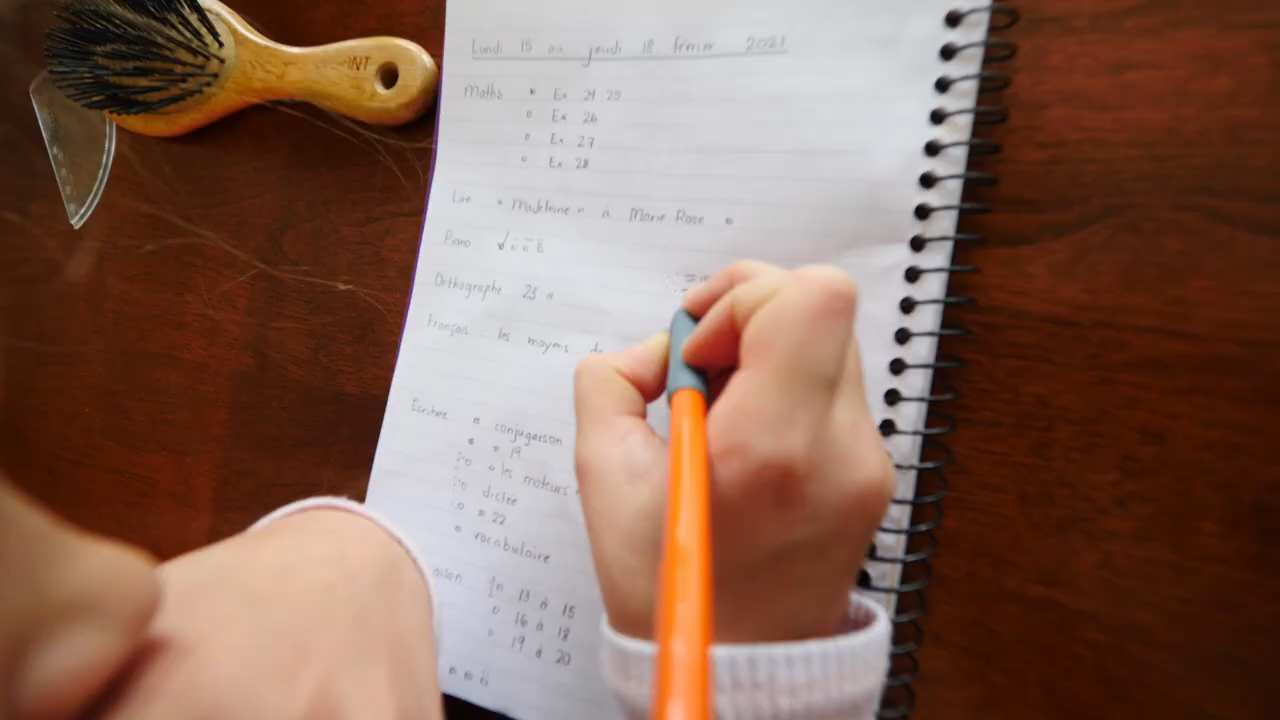 Lundi 15 au jeudi 18 février 2021
Maths Ex 24 25
Ex 26
Ex 27
Ex 28
Lire "Madeleine" à Marie Rose
Piano
Orthographe 23
Français : les moyens de
Écriture conjugaison
19
les moteurs
dictée
22
vocabulaire
13 à 15
16 à 18
19 à 20